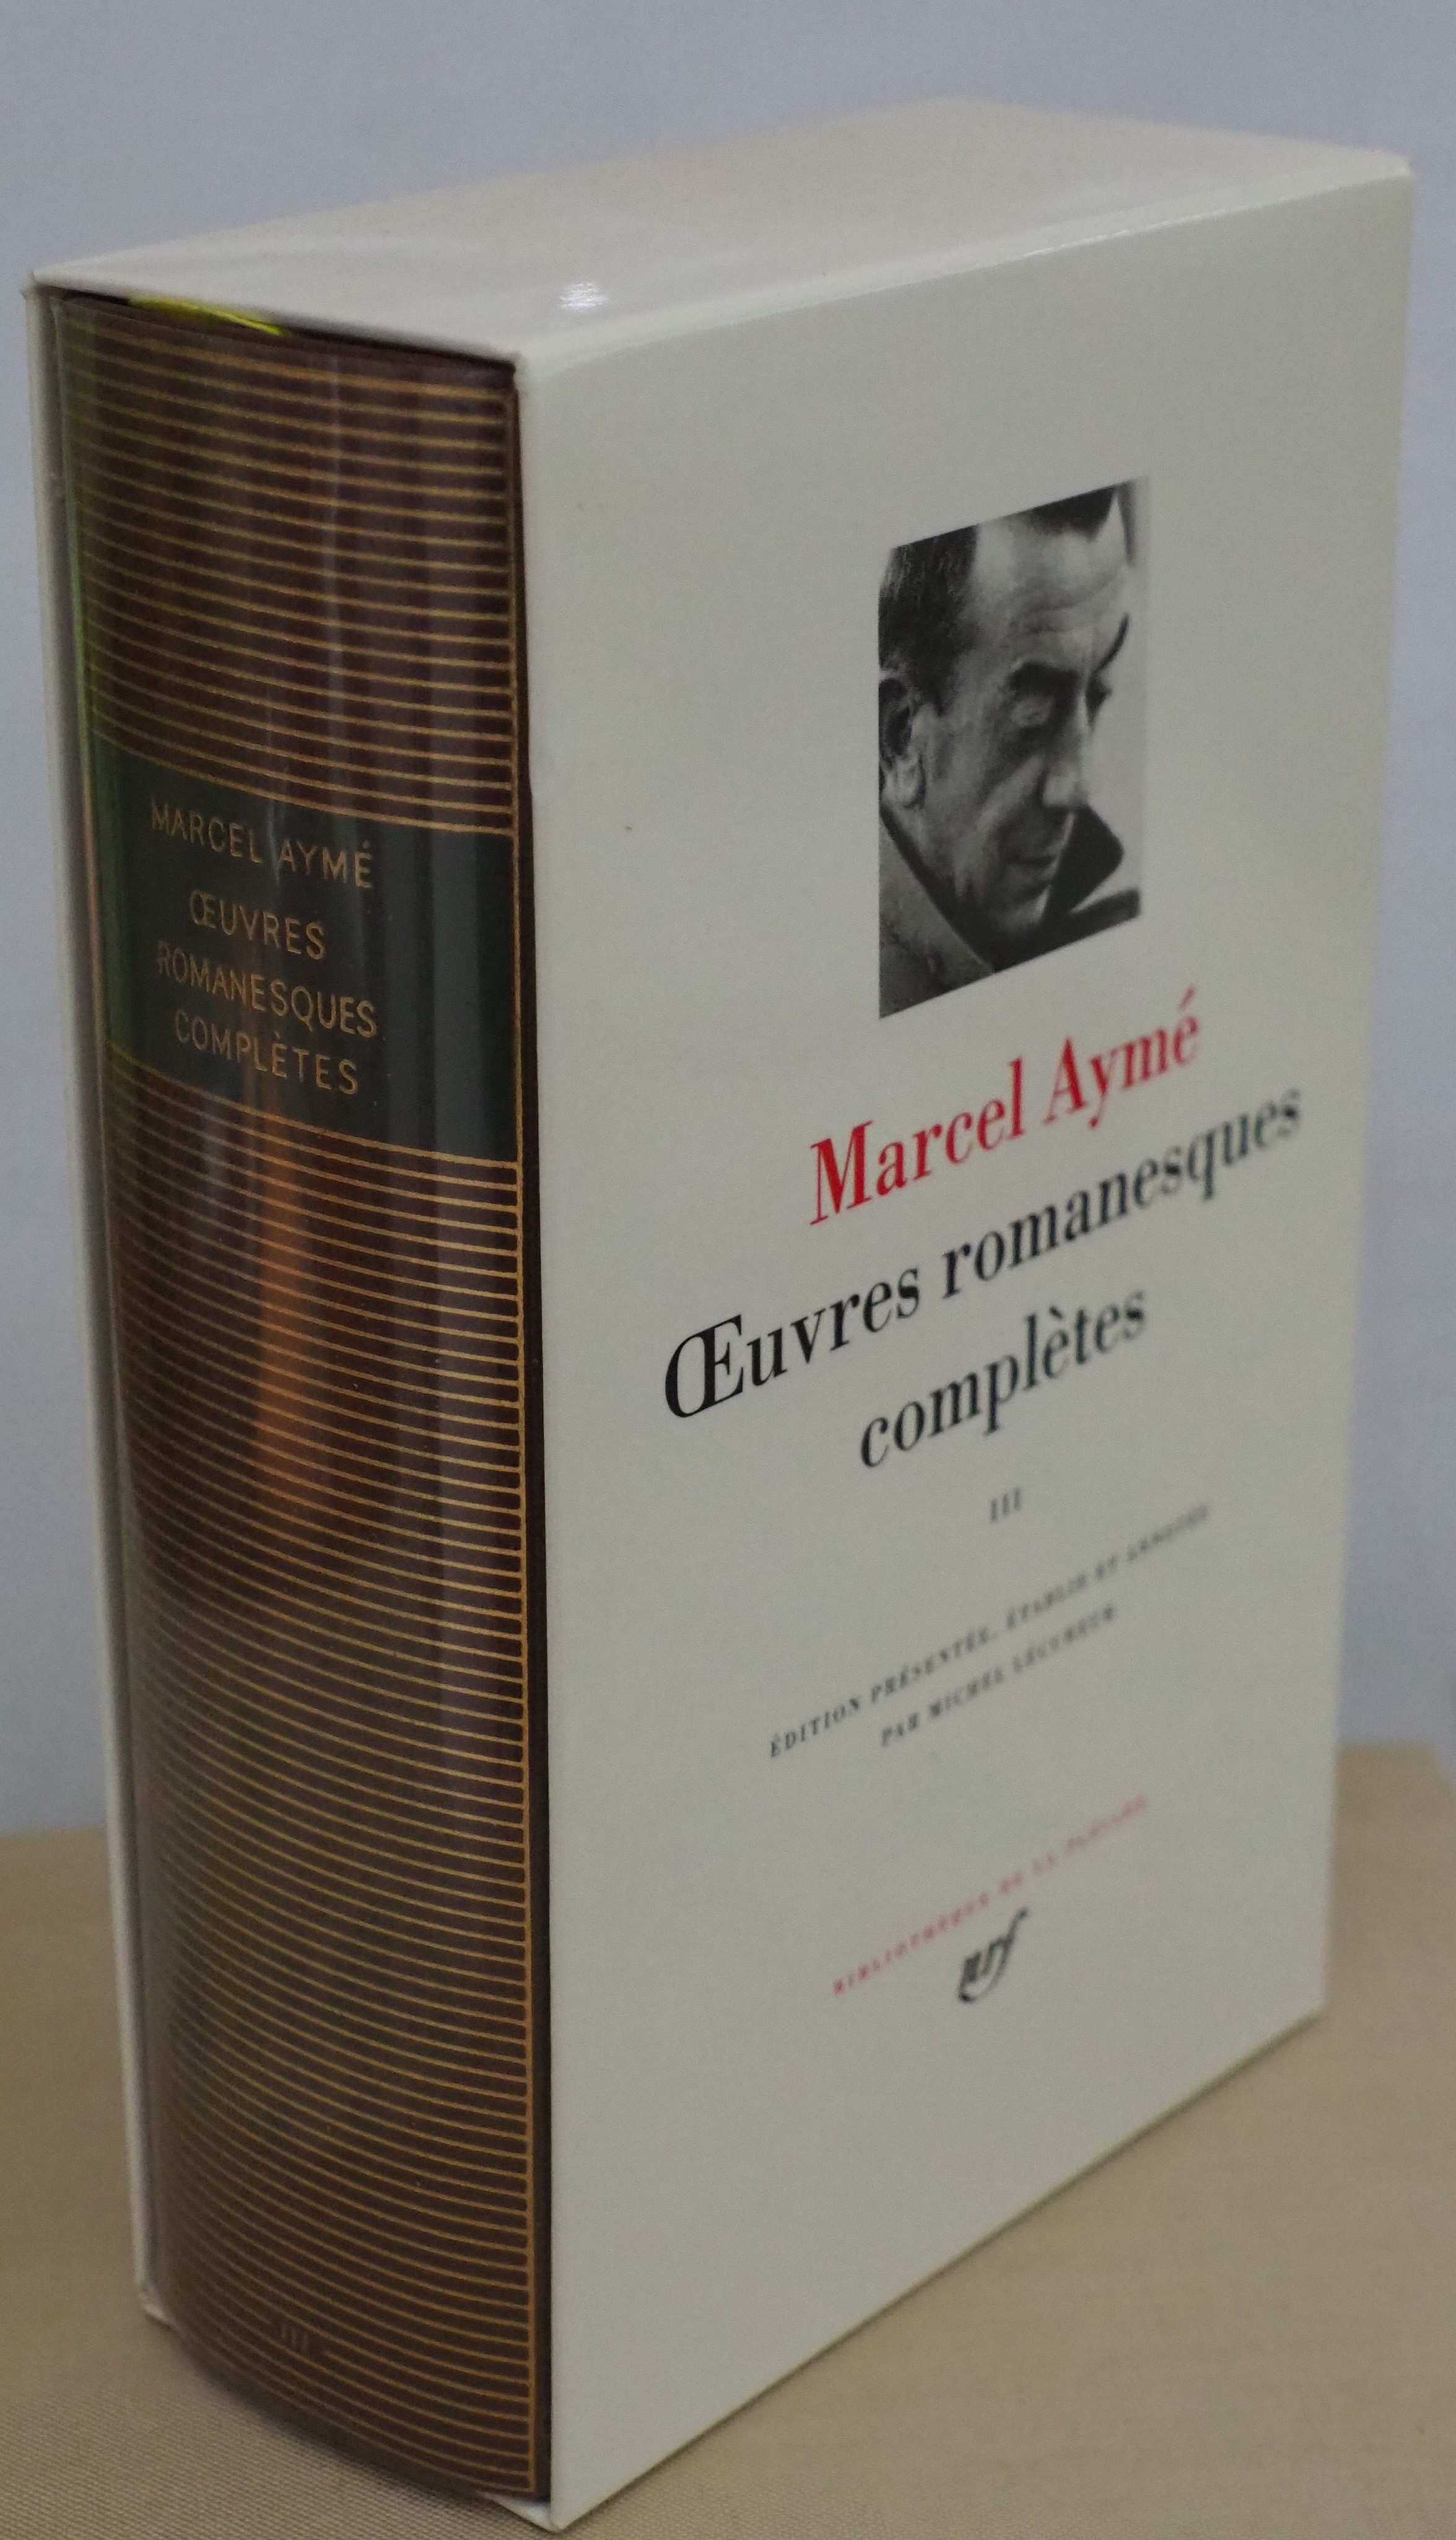 MARCEL AYMÉ
ŒUVRES
ROMANESQUES
COMPLÈTES
III
Marcel Aymé
Œuvres romanesques
complètes
III
ÉDITION PRÉSENTÉE, ÉTABLIE ET ANNOTÉE
PAR MICHEL LÉCUREUR
BIBLIOTHÈQUE DE LA PLÉIADE
nrf